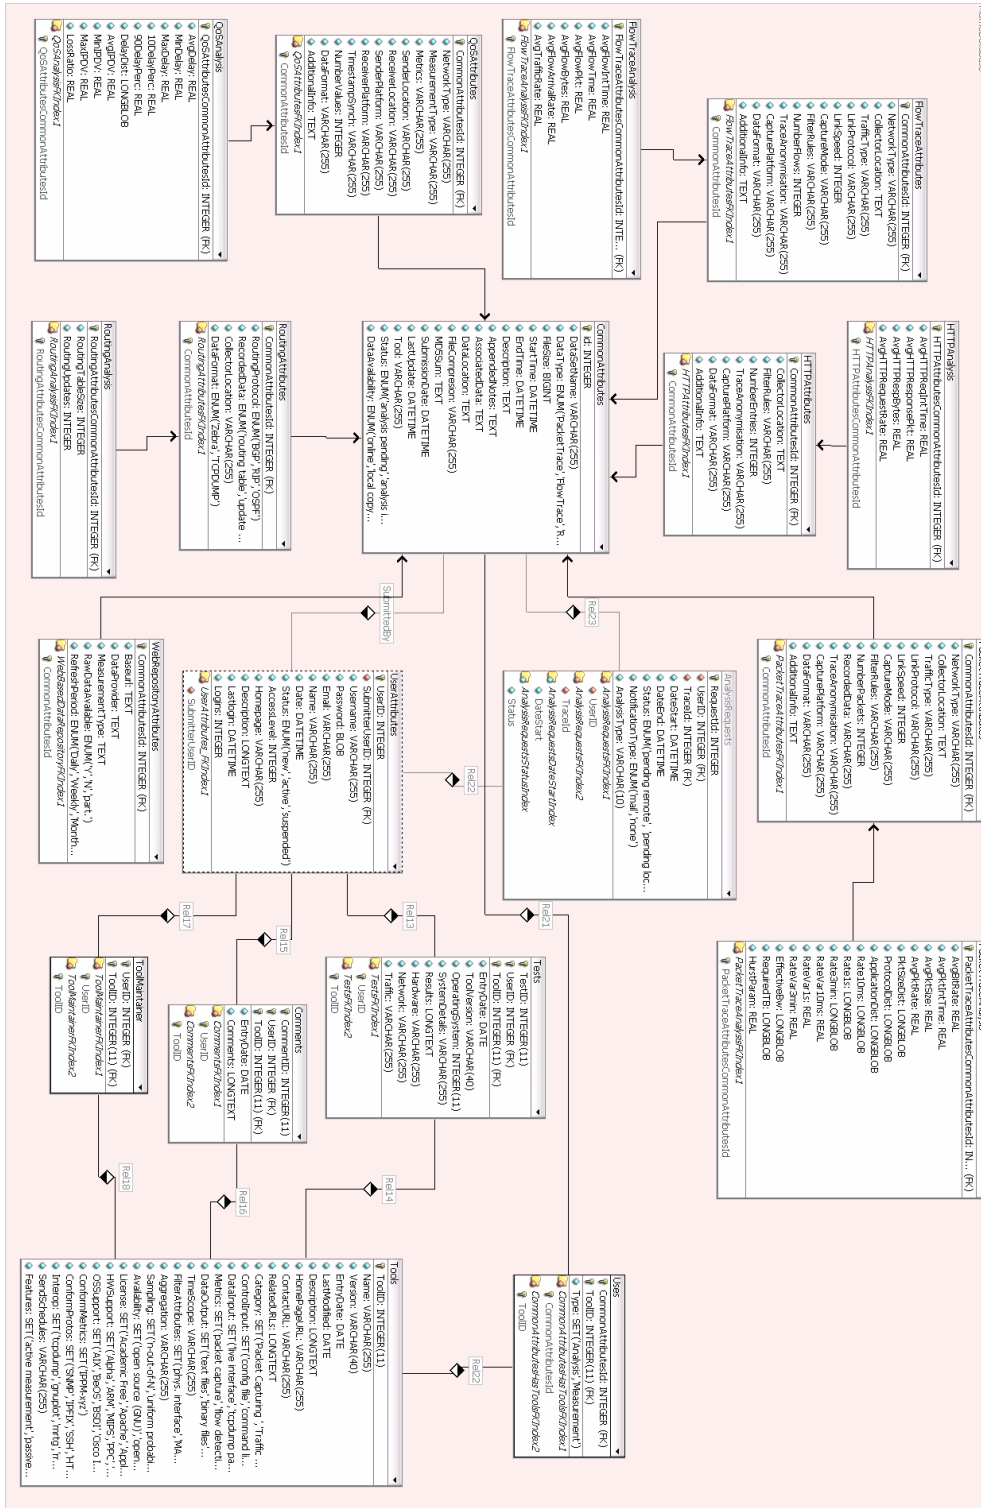 FlowTraceAttributes
CommonAttributesId: INTEGER (FK)
NetworkType: VARCHAR(255)
CollectorLocation: TEXT
TrafficType: VARCHAR(255)
LinkProtocol: VARCHAR(255)
LinkSpeed: INTEGER
CaptureMode: VARCHAR(255)
FilterRules: VARCHAR(255)
NumberFlows: INTEGER
TraceAnonymisation: VARCHAR(255)
CapturePlatform: VARCHAR(255)
DataFormat: VARCHAR(255)
AdditionalInfo: TEXT
FlowTraceAttributesFKIndex1
CommonAttributesId
FlowTraceAnalysis
FlowTraceAttributesCommonAttributesId: INTE... (FK)
AvgFlowIntTime: REAL
AvgFlowTime: REAL
AvgFlowPkt: REAL
AvgFlowBytes: REAL
AvgFlowArrivalRate: REAL
AvgTrafficRate: REAL
FlowTraceAnalysisFKIndex1
FlowTraceAttributesCommonAttributesId
QoSAttributes
CommonAttributesId: INTEGER (FK)
NetworkType: VARCHAR(255)
MeasurementType: VARCHAR(255)
Metrics: VARCHAR(255)
SenderLocation: VARCHAR(255)
ReceiverLocation: VARCHAR(255)
SenderPlatform: VARCHAR(255)
ReceiverPlatform: VARCHAR(255)
TimestampSynch: VARCHAR(255)
NumberValues: INTEGER
DataFormat: VARCHAR(255)
AdditionalInfo: TEXT
QoSAttributesFKIndex1
CommonAttributesId
QoSAnalysis
QoSAttributesCommonAttributesId: INTEGER (FK)
AvgDelay: REAL
MinDelay: REAL
MaxDelay: REAL
10DelayPerc: REAL
90DelayPerc: REAL
DelayDist: LONGBLOB
AvgIPDV: REAL
MinIPDV: REAL
MaxIPDV: REAL
LossRatio: REAL
QoSAnalysisFKIndex1
QoSAttributesCommonAttributesId
HTTPAnalysis
HTTPAttributesCommonAttributesId: INTEGER (FK)
AvgHTTPReqIntTime: REAL
AvgHTTPResponsePkt: REAL
AvgHTTPRespBytes: REAL
AvgHTTPRequestRate: REAL
HTTPAnalysisFKIndex1
HTTPAttributesCommonAttributesId
HTTPAttributes
CommonAttributesId: INTEGER (FK)
CollectorLocation: TEXT
FilterRules: VARCHAR(255)
NumberEntries: INTEGER
TraceAnonimisation: VARCHAR(255)
CapturePlatform: VARCHAR(255)
DataFormat: VARCHAR(255)
AdditionalInfo: TEXT
HTTPAttributesFKIndex1
CommonAttributesId
CommonAttributes
id: INTEGER
DataSetName: VARCHAR(255)
DataType: ENUM('PacketTrace','FlowTrace','R...
FileSize: BIGINT
StartTime: DATETIME
EndTime: DATETIME
Description: TEXT
AppendedNotes: TEXT
AssociatedData: TEXT
DataLocation: TEXT
FileCompression: VARCHAR(255)
MD5Sum: VARCHAR(255)
SubmissionDate: DATETIME
LastUpdate: DATETIME
Tool: VARCHAR(255)
Status: ENUM('analysis pending','analysis i...
DataAvailability: ENUM('online','local copy...
RoutingAttributes
CommonAttributesId: INTEGER (FK)
RoutingProtocol: ENUM('BGP','RIP','OSPF')
RecordedData: ENUM('routing table','update ...
CollectorLocation: VARCHAR(255)
DataFormat: ENUM('Zebra','TCPDUMP')
RoutingAttributesFKIndex1
CommonAttributesId
RoutingAnalysis
RoutingAttributesCommonAttributesId: INTEGER (FK)
RoutingTableSize: INTEGER
RoutingUpdates: INTEGER
RoutingAnalysisFKIndex1
RoutingAttributesCommonAttributesId
SubmittedBy
Rel23
CommonAttributesId: INTEGER (FK)
NetworkType: VARCHAR(255)
CollectorLocation: TEXT
TrafficType: VARCHAR(255)
LinkProtocol: VARCHAR(255)
LinkSpeed: INTEGER
CaptureMode: VARCHAR(255)
FilterRules: VARCHAR(255)
NumberPackets: INTEGER
RecordedData: VARCHAR(255)
TraceAnonymisation: VARCHAR(255)
CapturePlatform: VARCHAR(255)
DataFormat: VARCHAR(255)
AdditionalInfo: TEXT
PacketTraceAttributesFKIndex1
CommonAttributesId
AnalysisRequests
RequestId: INTEGER
UserID: INTEGER (FK)
TraceId: INTEGER (FK)
DateStart: DATETIME
DateEnd: DATETIME
Status: ENUM('pending remote','pending loc...
NotificationType: ENUM('mail','none')
AnalysisType: VARCHAR(10)
AnalysisRequestsFKIndex1
UserID
AnalysisRequestsFKIndex2
TraceId
AnalysisRequestsDateStartIndex
DateStart
AnalysisRequestsStatusIndex
Status
Rel22
UserAttributes
UserID: INTEGER
SubmitterUserID: INTEGER (FK)
Username: VARCHAR(255)
Password: BLOB
Email: VARCHAR(255)
Name: VARCHAR(255)
Date: DATETIME
Status: ENUM('new','active','suspended')
AccessLevel: INTEGER
Homepage: VARCHAR(255)
Description: LONGTEXT
Lastlogin: DATETIME
Logins: INTEGER
UserAttributes_FKIndex1
SubmitterUserID
WebRepositoryAttributes
CommonAttributesId: INTEGER (FK)
Baseurl: TEXT
DataProvider: TEXT
MeasurementType: TEXT
RawDataAvailable: ENUM('Y','N','part.')
RefreshPeriod: ENUM('Daily','Weekly','Month...
WebBasedDataRepositoryFKIndex1
CommonAttributesId
Rel21
Rel13
Rel15
Rel17
PacketTraceAttributesCommonAttributesId: IN... (FK)
AvgBitRate: REAL
AvgPktIntTime: REAL
AvgPktSize: REAL
AvgPktRate: REAL
PktSizeDist: LONGBLOB
ProtocolDist: LONGBLOB
ApplicationDist: LONGBLOB
Rate10ms: LONGBLOB
Rate1s: LONGBLOB
Rate3min: LONGBLOB
RateVar10ms: REAL
RateVar1s: REAL
RateVar3min: REAL
EffectiveBw: LONGBLOB
RequiredTB: LONGBLOB
HurstParam: REAL
PacketTraceAnalysisFKIndex1
PacketTraceAttributesCommonAttributesId
Tests
TestID: INTEGER(11)
UserID: INTEGER (FK)
ToolID: INTEGER(11) (FK)
EntryDate: DATE
ToolVersion: VARCHAR(40)
OperatingSystem: INTEGER(11)
SystemDetails: VARCHAR(255)
Results: LONGTEXT
Hardware: VARCHAR(255)
Network: VARCHAR(255)
Traffic: VARCHAR(255)
TestsFKIndex1
UserID
TestsFKIndex2
ToolID
Comments
CommentID: INTEGER(11)
UserID: INTEGER (FK)
ToolID: INTEGER(11) (FK)
EntryDate: DATE
Comments: LONGTEXT
CommentsFKIndex1
UserID
CommentsFKIndex2
ToolID
ToolMaintainer
UserID: INTEGER (FK)
ToolID: INTEGER(11) (FK)
ToolMaintainerFKIndex1
UserID
ToolMaintainerFKIndex2
ToolID
Rel14
Rel16
Rel18
Uses
CommonAttributesId: INTEGER (FK)
ToolID: INTEGER(11) (FK)
Type: SET('Analysis','Measurement')
CommonAttributesHasToolsFKIndex1
CommonAttributesId
CommonAttributesHasToolsFKIndex2
ToolID
Rel22
Tools
ToolID: INTEGER(11)
Name: VARCHAR(255)
Version: VARCHAR(40)
EntryDate: DATE
LastModified: DATE
Description: LONGTEXT
HomePageURL: VARCHAR(255)
ContactURL: VARCHAR(255)
RelatedURLs: LONGTEXT
Category: SET('Packet Capturing','Traffic ...
ControlInput: SET('config file','command li...
DataInput: SET('live interface','tcpdump pa...
Metrics: SET('packet capture','flow detecti...
DataOutput: SET('text files','binary files'...
TimeScope: VARCHAR(255)
FilterAttributes: SET('phys. interface','MA...
Aggregation: VARCHAR(255)
Sampling: SET('n-out-of-N','uniform probabi...
Availability: SET('open source (GNU)','open...
License: SET('Academic Free','Apache','Appl...
HWSupport: SET('Alpha','ARM','MIPS','PPC',...
OSSupport: SET('AIX','BeOS','BSDI','Cisco I...
ConformMetrics: SET('IPPM-xyz')
ConformProtos: SET('SNMP','IPFIX','SSH','HT...
Interop: SET('tcpdump','gnuplot','mrtg','rr...
SendSchedules: VARCHAR(255)
Features: SET('active measurement','passive...